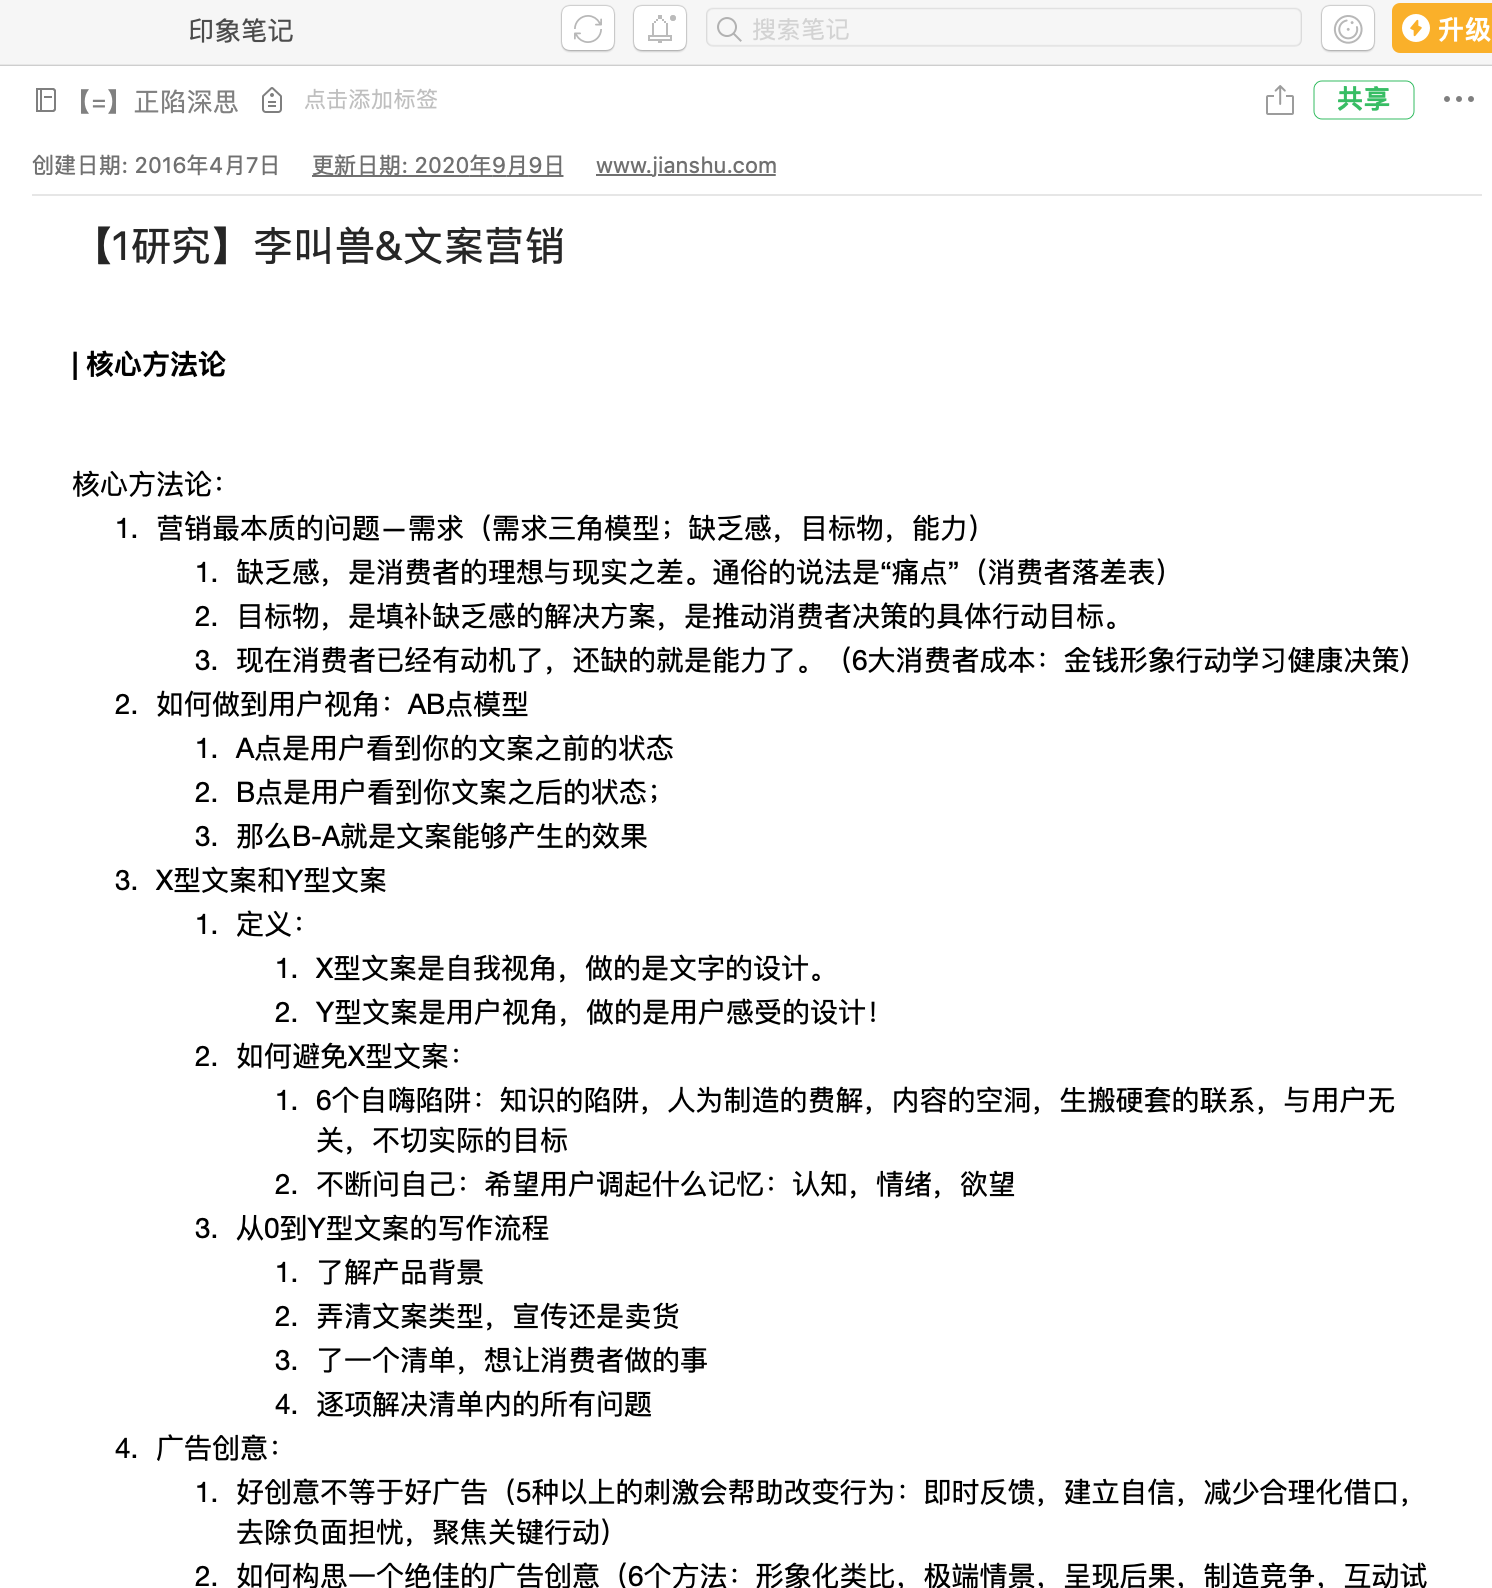 印象笔记
搜索笔记
升级
【=】正陷深思 点击添加标签
共享
创建日期: 2016年4月7日 更新日期: 2020年9月9日 www.jianshu.com
【1研究】李叫兽&文案营销
| 核心方法论
核心方法论：
1. 营销最本质的问题—需求（需求三角模型；缺乏感，目标物，能力）
1. 缺乏感，是消费者的理想与现实之差。通俗的说法是“痛点”（消费者落差表）
2. 目标物，是填补缺乏感的解决方案，是推动消费者决策的具体行动目标。
3. 现在消费者已经有动机了，还缺的就是能力了。（6大消费者成本：金钱形象行动学习健康决策）
2. 如何做到用户视角：AB点模型
1. A点是用户看到你的文案之前的状态
2. B点是用户看到你文案之后的状态；
3. 那么B-A就是文案能够产生的效果
3. X型文案和Y型文案
1. 定义：
1. X型文案是自我视角，做的是文字的设计。
2. Y型文案是用户视角，做的是用户感受的设计！
2. 如何避免X型文案：
1. 6个自嗨陷阱：知识的陷阱，人为制造的费解，内容的空洞，生搬硬套的联系，与用户无
关，不切实际的目标
2. 不断问自己：希望用户调起什么记忆：认知，情绪，欲望
3. 从0到Y型文案的写作流程
1. 了解产品背景
2. 弄清文案类型，宣传还是卖货
3. 了一个清单，想让消费者做的事
4. 逐项解决清单内的所有问题
4. 广告创意：
1. 好创意不等于好广告（5种以上的刺激会帮助改变行为：即时反馈，建立自信，减少合理化借口，
去除负面担忧，聚焦关键行动）
2. 如何构思一个绝佳的广告创意（6个方法：形象化类比，极端情景，呈现后果，制造竞争，互动试